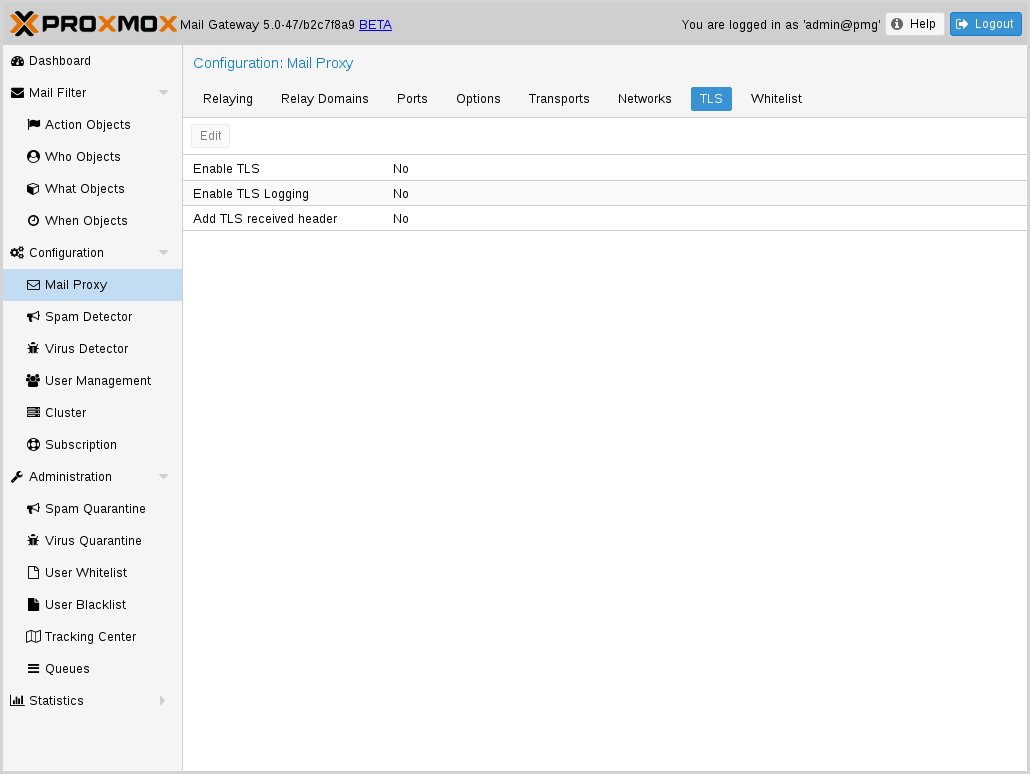 PROXMOX Mail Gateway 5.0-47/b2c7f8a9 BETA You are logged in as 'admin@pmg' Help Logout
Dashboard
Mail Filter
Action Objects
Who Objects
What Objects
When Objects
Configuration
Mail Proxy
Spam Detector
Virus Detector
User Management
Cluster
Subscription
Administration
Spam Quarantine
Virus Quarantine
User Whitelist
User Blacklist
Tracking Center
Queues
Statistics
Configuration: Mail Proxy
Relaying Relay Domains Ports Options Transports Networks TLS Whitelist
Edit
Enable TLS No
Enable TLS Logging No
Add TLS received header No